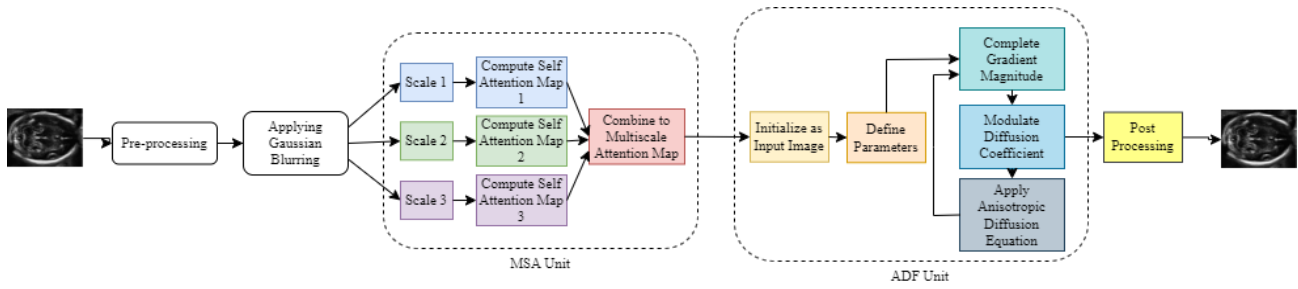 Pre-processing
Applying
Gaussian
Blurring
Scale 1
Compute Self
Attention Map
1
Scale 2
Compute Self
Attention Map
2
Scale 3
Compute Self
Attention Map
3
Combine to
Multiscale
Attention Map
MSA Unit
Initialize as
Input Image
Define
Parameters
Complete
Gradient
Magnitude
Modulate
Diffusion
Coefficient
Apply
Anisotropic
Diffusion
Equation
ADF Unit
Post
Processing